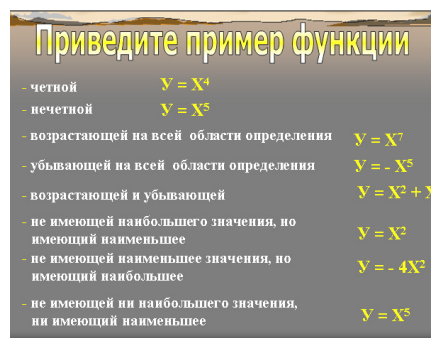 Приведите пример функции
- четной У = Х⁴
- нечетной У = Х⁵
- возрастающей на всей области определения У = Х⁷
- убывающей на всей области определения У = - Х⁵
- возрастающей и убывающей У = Х² + Х
- не имеющей наибольшего значения, но
имеющий наименьшее У = Х²
- не имеющей наименьшее значения, но
имеющий наибольшее У = - 4Х²
- не имеющей ни наибольшего значения,
ни имеющий наименьшее У = Х⁵